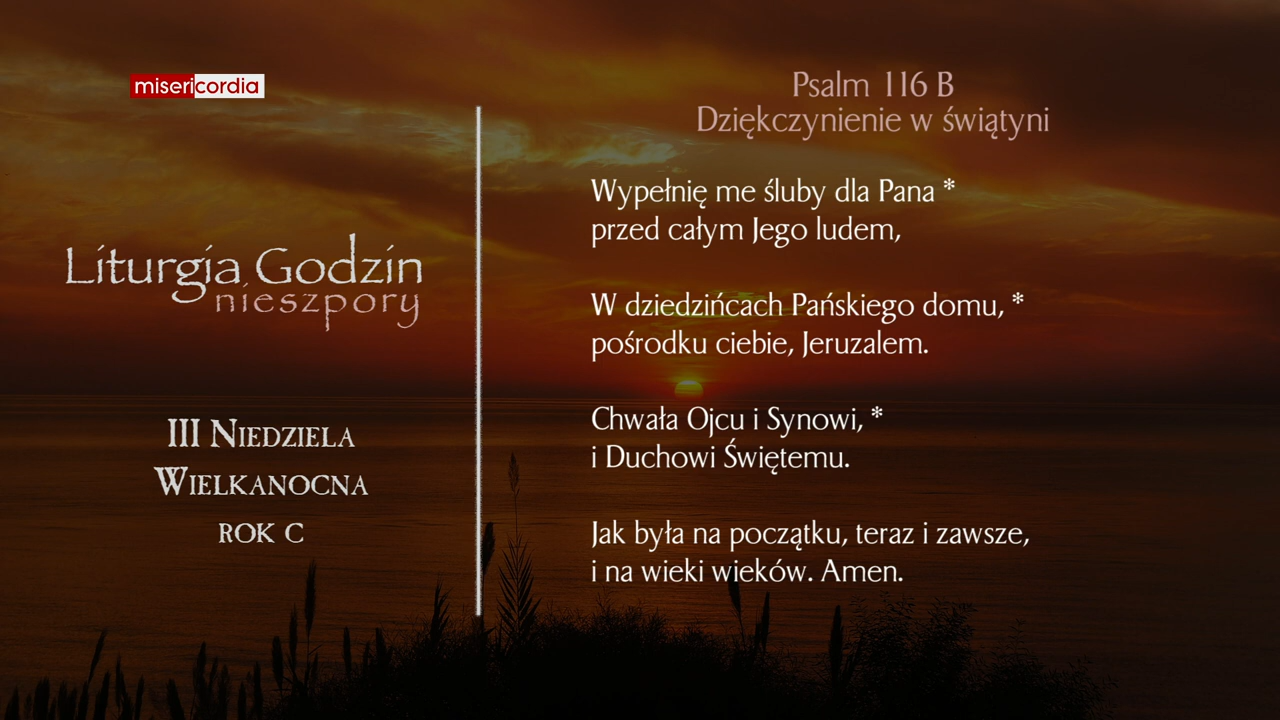 misericordia
Liturgia Godzin
nieszpory
III Niedziela
Wielkanocna
rok C
Psalm 116 B
Dziękczynienie w świątyni
Wypełnię me śluby dla Pana *
przed całym Jego ludem,
W dziedzińcach Pańskiego domu, *
pośrodku ciebie, Jeruzalem.
Chwała Ojcu i Synowi, *
i Duchowi Świętemu.
Jak była na początku, teraz i zawsze,
i na wieki wieków. Amen.